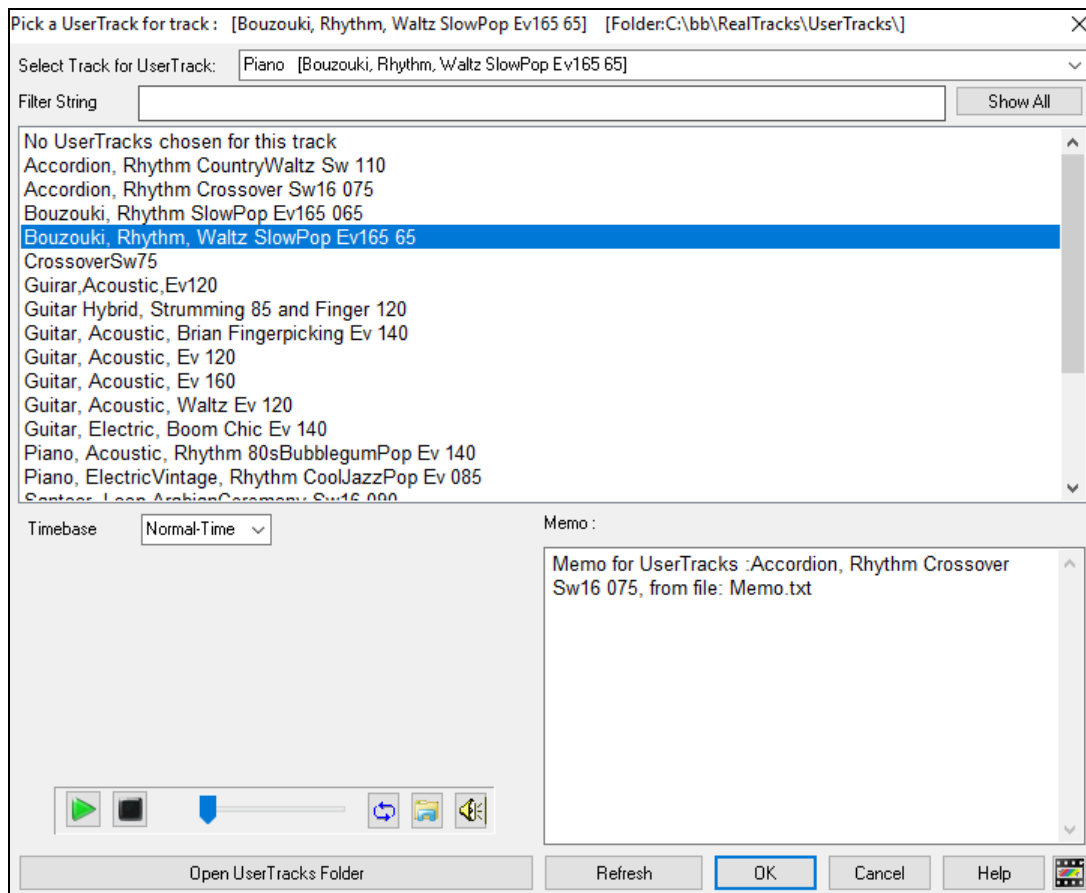 Pick a UserTrack for track : [Bouzouki, Rhythm, Waltz SlowPop Ev165 65] [Folder:C:\bb\RealTracks\UserTracks\]
Select Track for UserTrack: Piano [Bouzouki, Rhythm, Waltz SlowPop Ev165 65]
Filter String Show All
No UserTracks chosen for this track
Accordion, Rhythm CountryWaltz Sw 110
Accordion, Rhythm Crossover Sw16 075
Bouzouki, Rhythm SlowPop Ev165 065
Bouzouki, Rhythm, Waltz SlowPop Ev165 65
CrossoverSw75
Guirar,Acoustic,Ev120
Guitar Hybrid, Strumming 85 and Finger 120
Guitar, Acoustic, Brian Fingerpicking Ev 140
Guitar, Acoustic, Ev 120
Guitar, Acoustic, Ev 160
Guitar, Acoustic, Waltz Ev 120
Guitar, Electric, Boom Chic Ev 140
Piano, Acoustic, Rhythm 80sBubblegumPop Ev 140
Piano, ElectricVintage, Rhythm CoolJazzPop Ev 085
Santoor, Loop ArabianCeremony Sw16 090
Timebase Normal-Time Memo :
Memo for UserTracks :Accordion, Rhythm Crossover
Sw16 075, from file: Memo.txt
Open UserTracks Folder Refresh OK Cancel Help